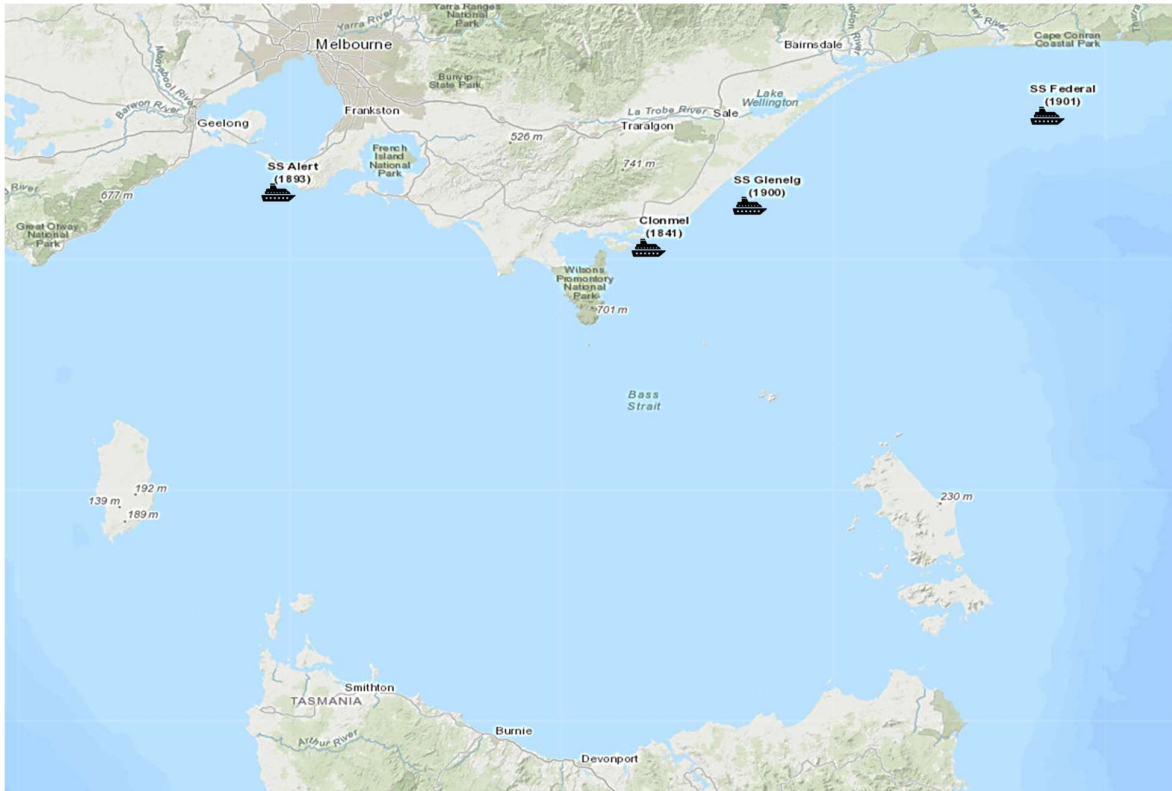 Yarra Ranges
National
Park
Yarra River
Melbourne
Moorabool River
Bunyip
State Park
Barwon River
Geelong
Frankston
French
Island
National
Park
526 m
741 m
La Trobe River
Traralgon
Sale
Lake
Wellington
Bairnsdale
Cape Conran
Coastal Park
SS Federal
(1901)
SS Alert
(1893)
SS Glenelg
(1900)
Clonmel
(1841)
677 m
River
Great Otway
National
Park
Wilsons
Promontory
National
Park
701 m
Bass
Strait
192 m
139 m
189 m
230 m
Smithton
TASMANIA
Arthur River
Burnie
Devonport